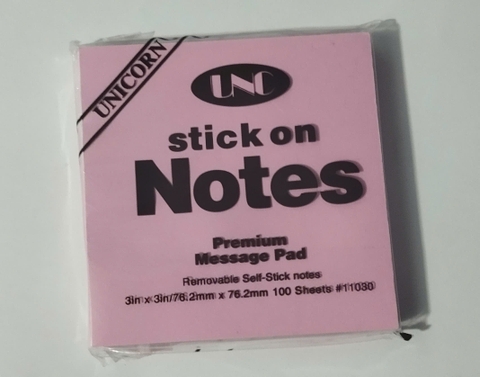 UNICORN
UNC
stick on
Notes
Premium
Message Pad
Removable Self-Stick notes
3in x 3in/76.2mm x 76.2mm 100 Sheets #11030